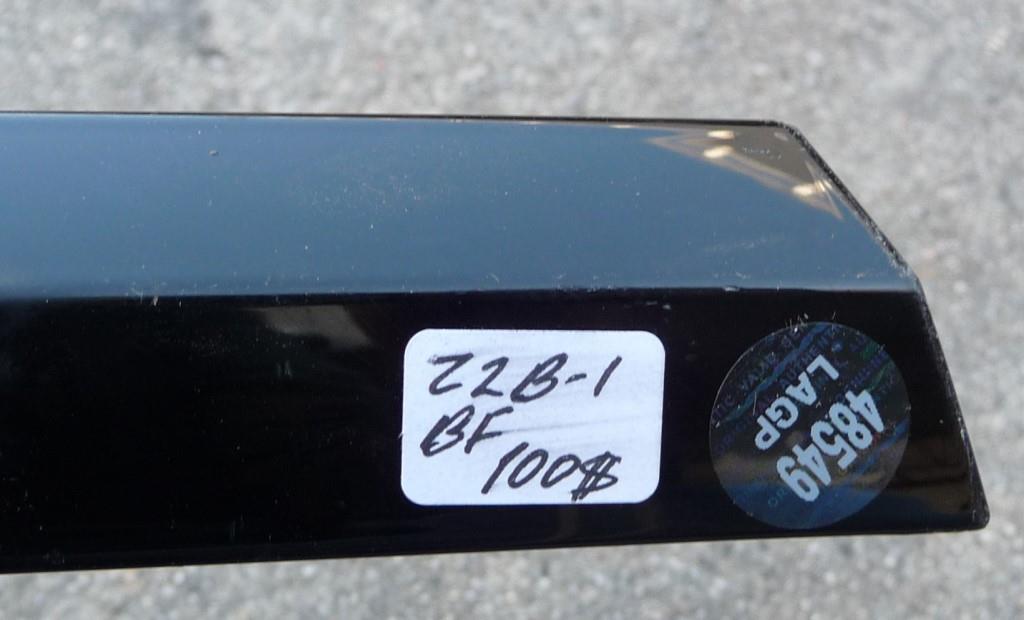 Z2B-1
BF
100$
LAGP
48549